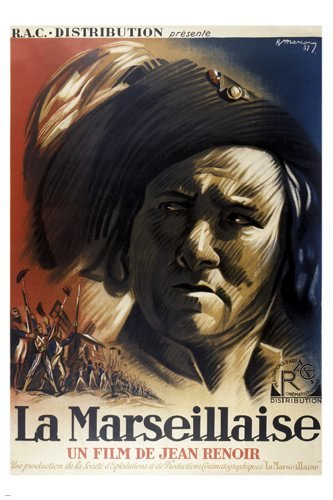 R.A.C. - DISTRIBUTION présente
RAC
DISTRIBUTION
La Marseillaise
UN FILM DE JEAN RENOIR
Une production de la Société d'Exploitations et de Productions Cinématographiques la Marseillaise